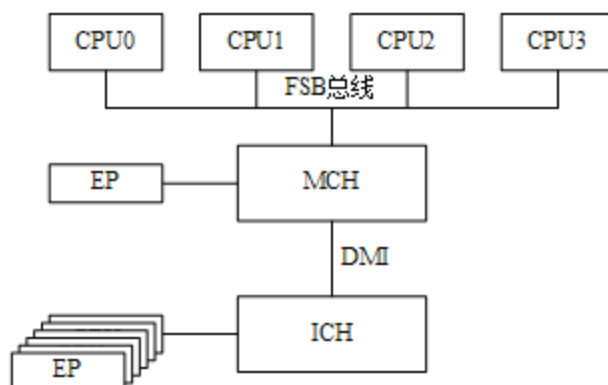 CPU0 CPU1 CPU2 CPU3
FSB总线
EP MCH
DMI
ICH
EP